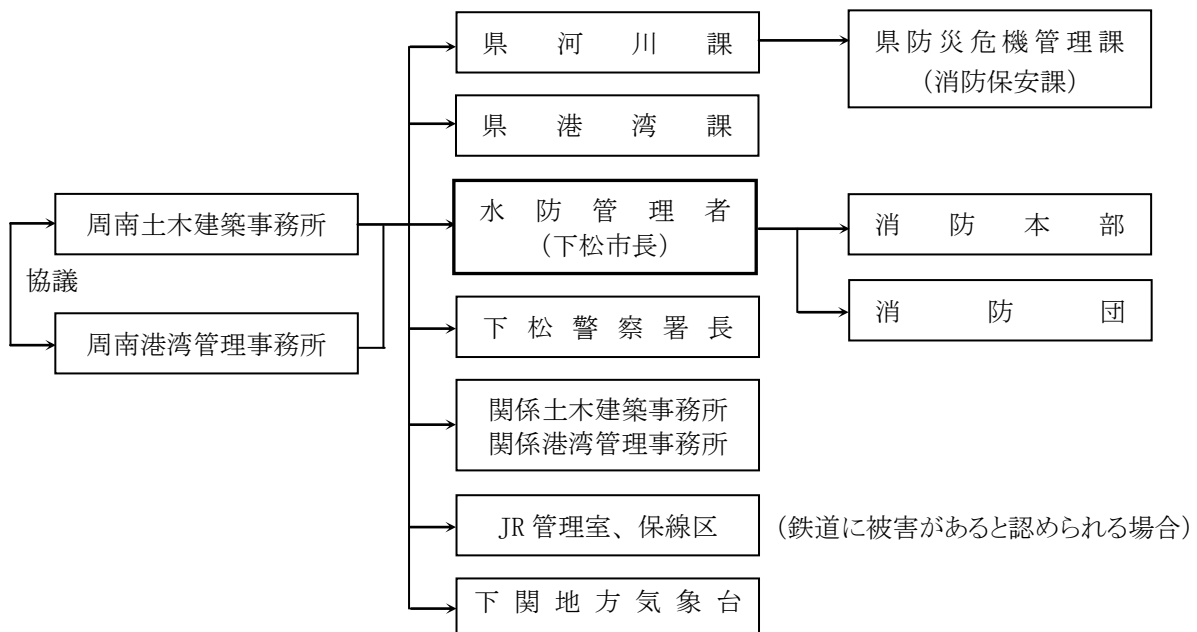 県河川課
県防災危機管理課
（消防保安課）
県港湾課
周南土木建築事務所
水防管理者
（下松市長）
消防本部
協議
消防団
周南港湾管理事務所
下松警察署長
関係土木建築事務所
関係港湾管理事務所
JR管理室、保線区
（鉄道に被害があると認められる場合）
下関地方気象台